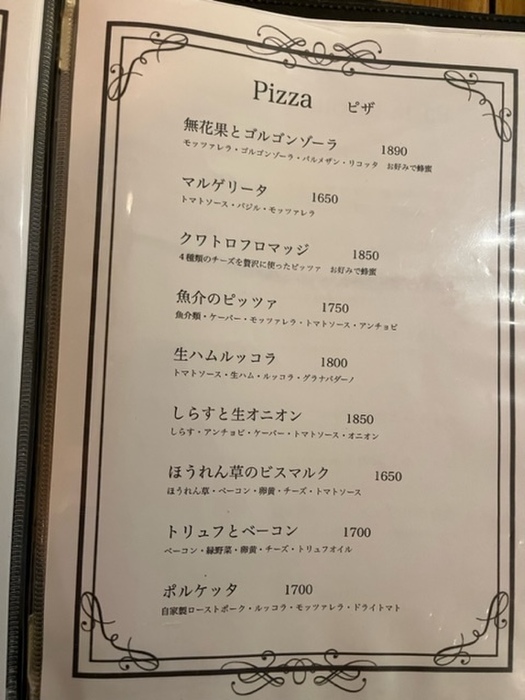 Pizza ピザ
無花果とゴルゴンゾーラ 1890
モッツァレラ・ゴルゴンゾーラ・パルメザン・リコッタ お好みで蜂蜜
マルゲリータ 1650
トマトソース・バジル・モッツァレラ
クワトロフロマッジ 1850
4種類のチーズを贅沢に使ったピッツァ お好みで蜂蜜
魚介のピッツァ 1750
魚介類・ケーパー・モッツァレラ・トマトソース・アンチョビ
生ハムルッコラ 1800
トマトソース・生ハム・ルッコラ・グラナパダーノ
しらすと生オニオン 1850
しらす・アンチョビ・ケーパー・トマトソース・オニオン
ほうれん草のビスマルク 1650
ほうれん草・ベーコン・卵黄・チーズ・トマトソース
トリュフとベーコン 1700
ベーコン・緑野菜・卵黄・チーズ・トリュフオイル
ポルケッタ 1700
自家製ローストポーク・ルッコラ・モッツァレラ・ドライトマト